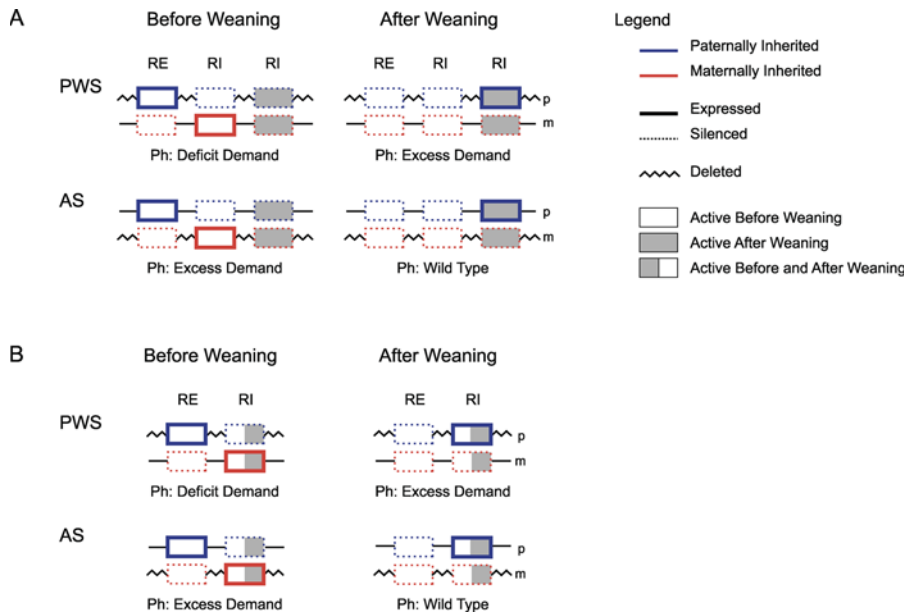 A
Before Weaning After Weaning
RE RI RI RE RI RI
PWS
p
m
Ph: Deficit Demand Ph: Excess Demand
AS
p
m
Ph: Excess Demand Ph: Wild Type
Legend
Paternally Inherited
Maternally Inherited
Expressed
Silenced
Deleted
Active Before Weaning
Active After Weaning
Active Before and After Weaning
B
Before Weaning After Weaning
RE RI RE RI
PWS
p
m
Ph: Deficit Demand Ph: Excess Demand
AS
p
m
Ph: Excess Demand Ph: Wild Type